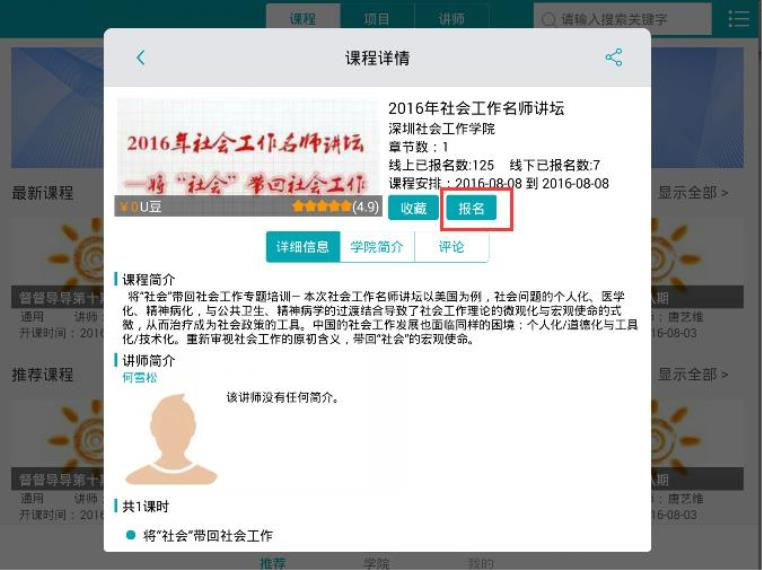 课程 项目 讲师 请输入搜索关键字
课程详情
2016年社会工作名师讲坛
一将“社会”带回社会工作
￥0U豆 (4.9)
2016年社会工作名师讲坛
深圳社会工作学院
章节数：1
线上已报名数:125 线下已报名数:7
课程安排：2016-08-08 到 2016-08-08
收藏 报名
详细信息 学院简介 评论
课程简介
将“社会”带回社会工作专题培训— 本次社会工作名师讲坛以美国为例，社会问题的个人化、医学
化、精神病化，与公共卫生、精神病学的过渡结合导致了社会工作理论的微观化与宏观使命的式
微，从而治疗成为社会政策的工具。中国的社会工作发展也面临同样的困境：个人化/道德化与工具
化/技术化。重新审视社会工作的原初含义，带回“社会”的宏观使命。
讲师简介
何雪松
该讲师没有任何简介。
共1课时
将“社会”带回社会工作
最新课程 显示全部 >
督督导导第十期 八期
通用 讲师： ：唐艺维
开课时间：2016 16-08-03
推荐课程 显示全部 >
督督导导第十期 八期
通用 讲师： ：唐艺维
开课时间：2016 16-08-03
推荐 学院 我的